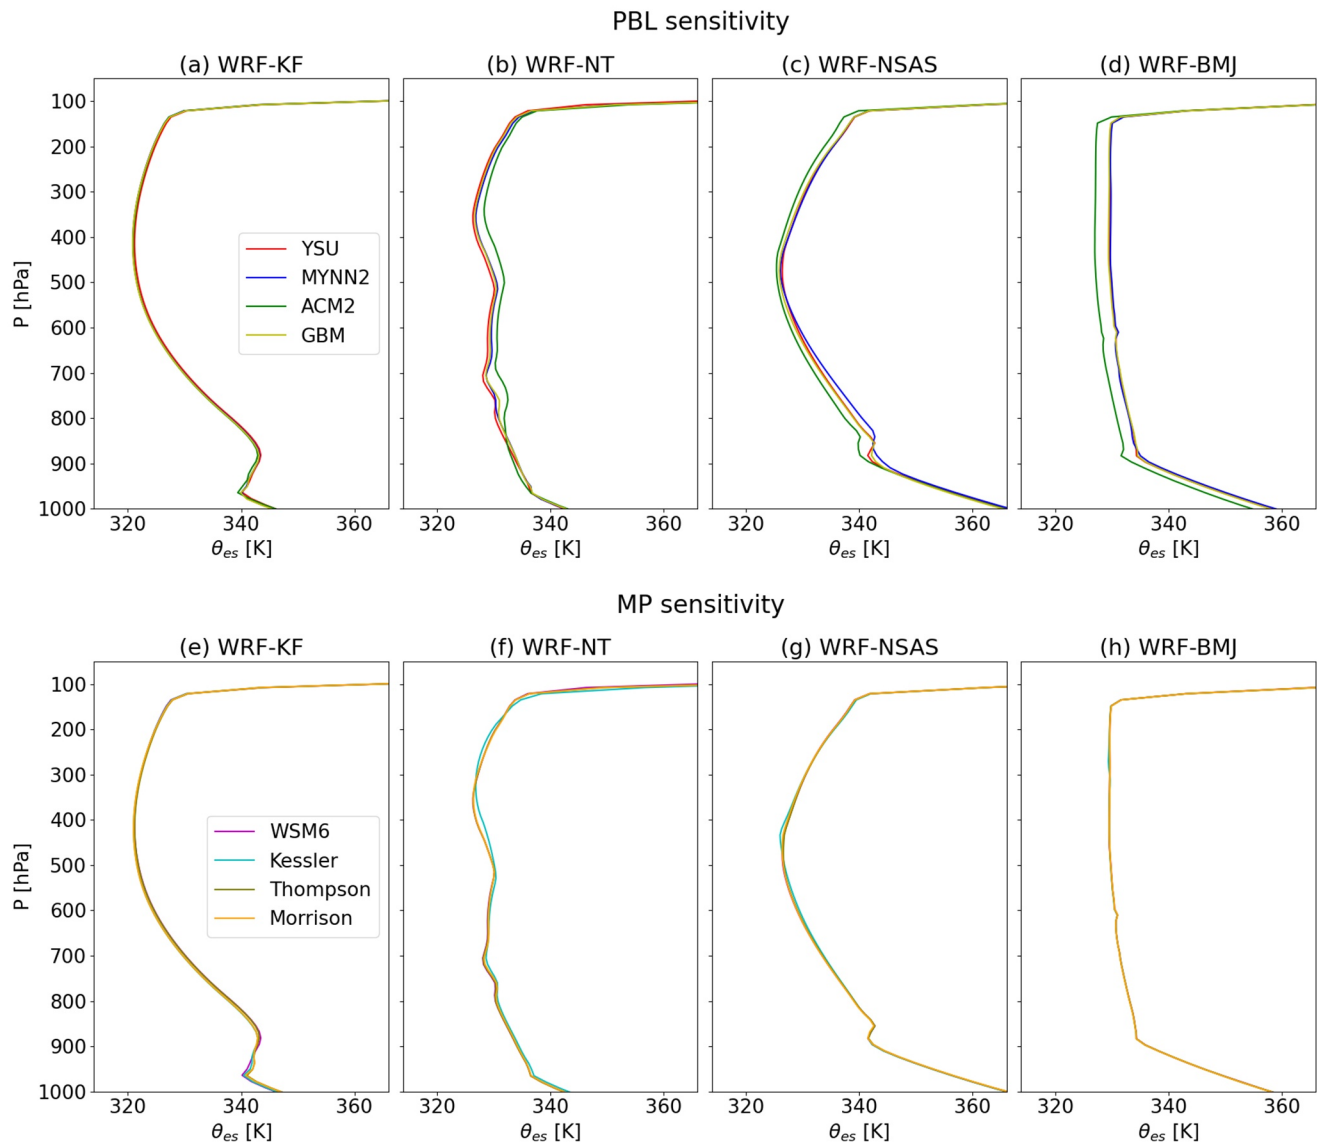 PBL sensitivity
(a) WRF-KF
(b) WRF-NT
(c) WRF-NSAS
(d) WRF-BMJ
P [hPa]
100
200
300
400
500
600
700
800
900
1000
YSU
MYNN2
ACM2
GBM
320 340 360
320 340 360
320 340 360
320 340 360
θes [K]
θes [K]
θes [K]
θes [K]
MP sensitivity
(e) WRF-KF
(f) WRF-NT
(g) WRF-NSAS
(h) WRF-BMJ
P [hPa]
100
200
300
400
500
600
700
800
900
1000
WSM6
Kessler
Thompson
Morrison
320 340 360
320 340 360
320 340 360
320 340 360
θes [K]
θes [K]
θes [K]
θes [K]